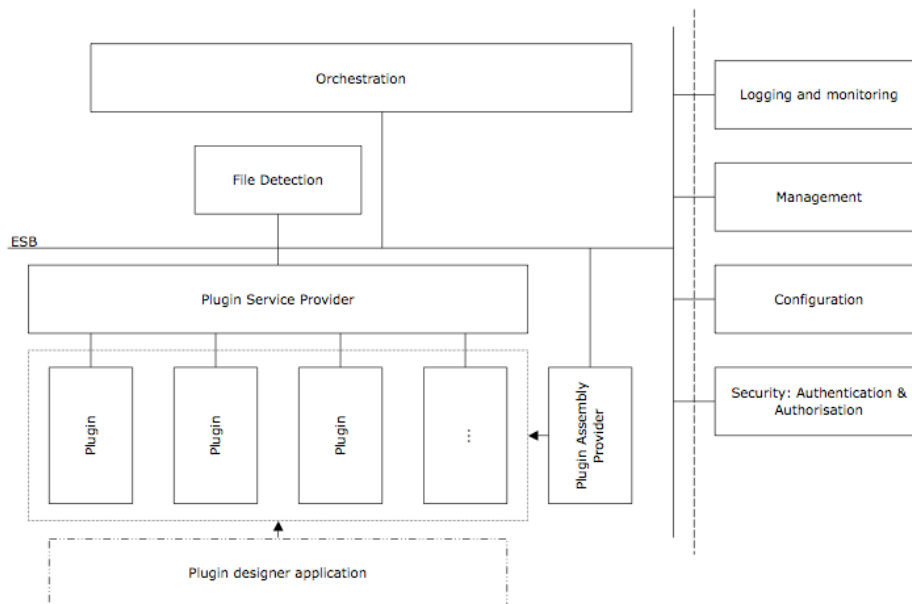 Orchestration
Logging and monitoring
File Detection
Management
ESB
Plugin Service Provider
Configuration
Plugin
Plugin
Plugin
...
Plugin Assembly
Provider
Security: Authentication &
Authorisation
Plugin designer application